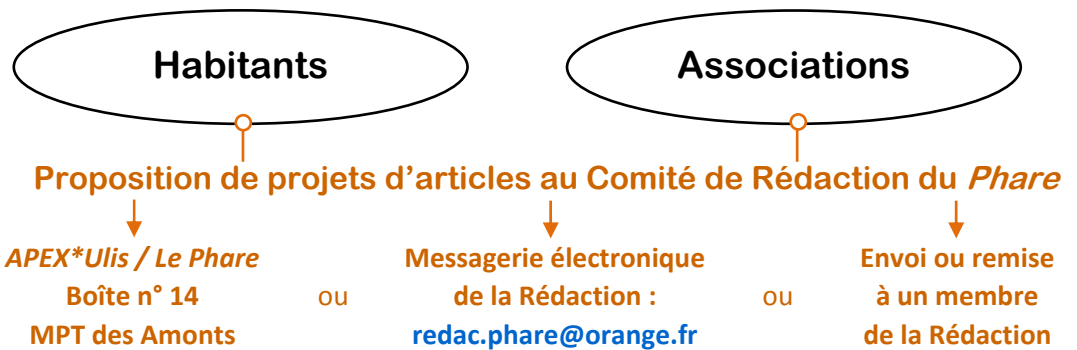 Habitants
Associations
Proposition de projets d’articles au Comité de Rédaction du Phare
APEX*Ulis / Le Phare
Boîte n° 14
MPT des Amonts
ou
Messagerie électronique
de la Rédaction :
redac.phare@orange.fr
ou
Envoi ou remise
à un membre
de la Rédaction